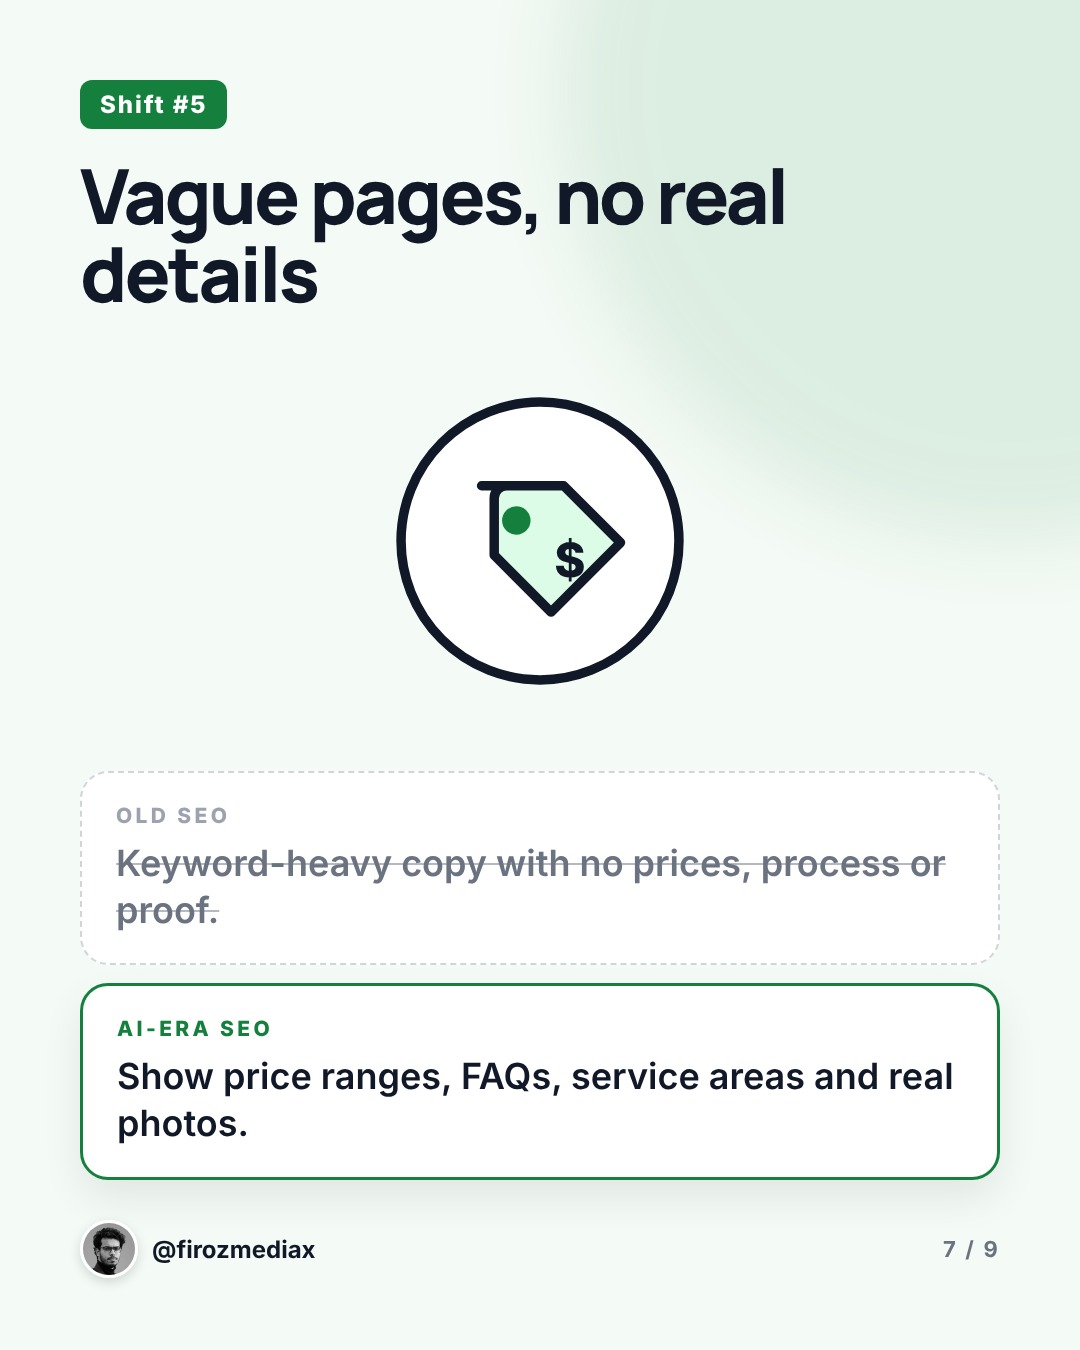 Shift #5
Vague pages, no real
details
$
OLD SEO
Keyword-heavy copy with no prices, process or
proof.
AI-ERA SEO
Show price ranges, FAQs, service areas and real
photos.
@firozmediax
7 / 9